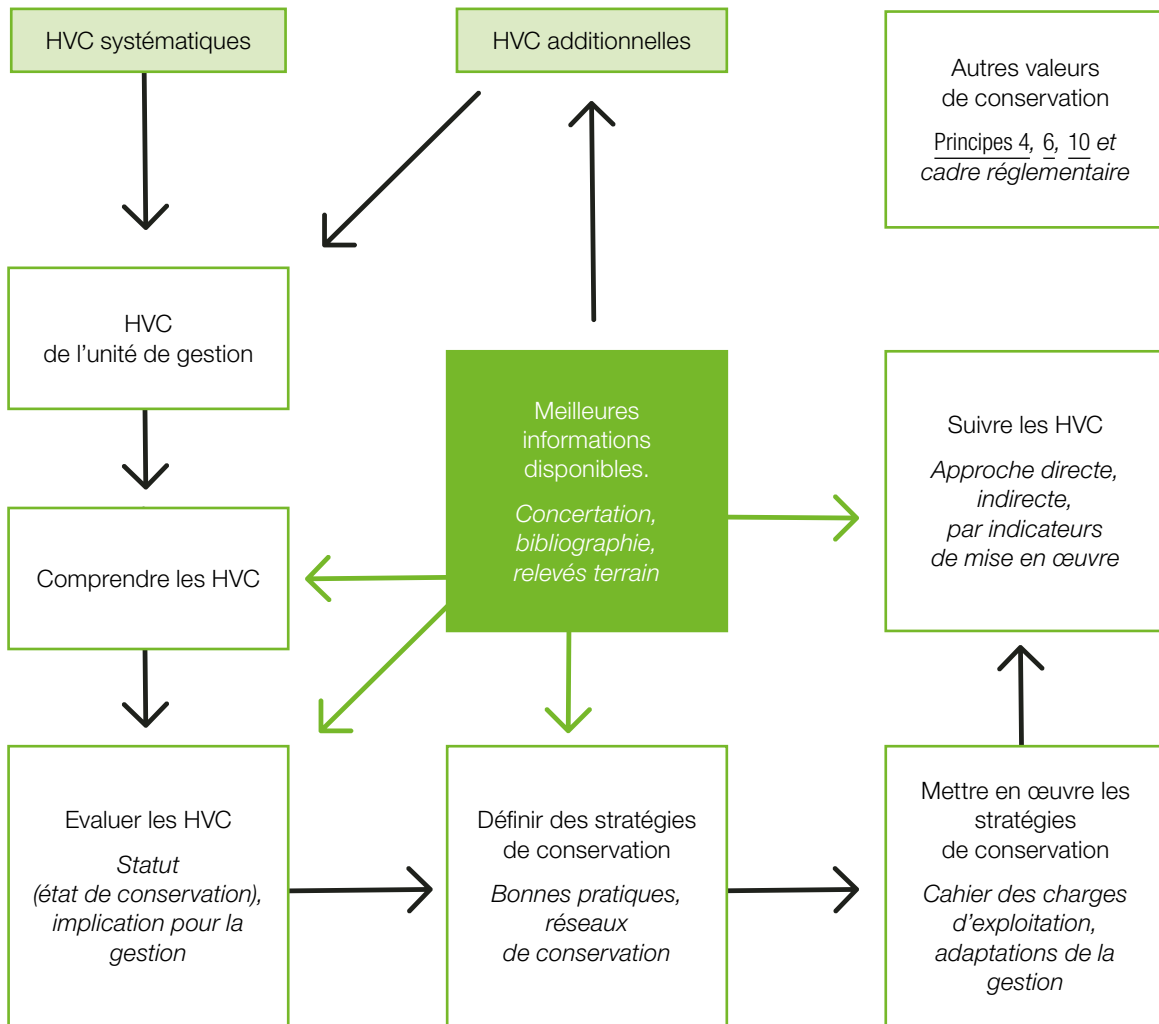 HVC systématiques
HVC additionnelles
Autres valeurs
de conservation
Principes 4, 6, 10 et
cadre réglementaire
HVC
de l’unité de gestion
Meilleures
informations
disponibles.
Concertation,
bibliographie,
relevés terrain
Suivre les HVC
Approche directe,
indirecte,
par indicateurs
de mise en œuvre
Comprendre les HVC
Evaluer les HVC
Statut
(état de conservation),
implication pour la
gestion
Définir des stratégies
de conservation
Bonnes pratiques,
réseaux
de conservation
Mettre en œuvre les
stratégies
de conservation
Cahier des charges
d’exploitation,
adaptations de la
gestion